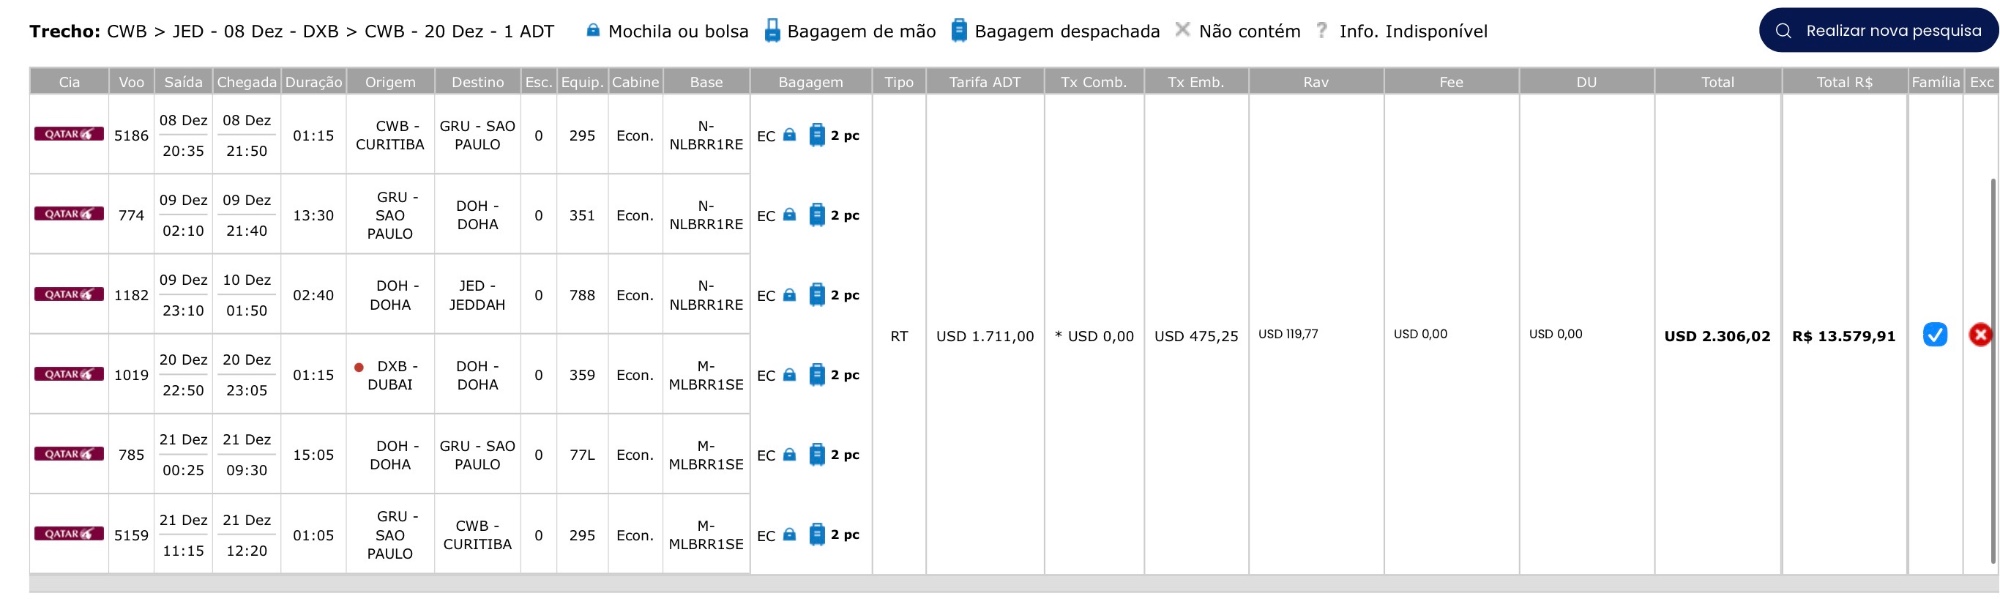 Trecho: CWB > JED - 08 Dez - DXB > CWB - 20 Dez - 1 ADT Mochila ou bolsa Bagagem de mão Bagagem despachada Não contém ? Info. Indisponível Realizar nova pesquisa
Cia Voo Saída Chegada Duração Origem Destino Esc. Equip. Cabine Base Bagagem Tipo Tarifa ADT Tx Comb. Tx Emb. Rav Fee DU Total Total R$ Família Exc
QATAR 5186 08 Dez 20:35 08 Dez 21:50 01:15 CWB - CURITIBA GRU - SAO PAULO 0 295 Econ. N-NLBRR1RE EC 2 pc
QATAR 774 09 Dez 02:10 09 Dez 21:40 13:30 GRU - SAO PAULO DOH - DOHA 0 351 Econ. N-NLBRR1RE EC 2 pc
QATAR 1182 09 Dez 23:10 10 Dez 01:50 02:40 DOH - DOHA JED - JEDDAH 0 788 Econ. N-NLBRR1RE EC 2 pc
RT USD 1.711,00 * USD 0,00 USD 475,25 USD 119,77 USD 0,00 USD 0,00 USD 2.306,02 R$ 13.579,91
QATAR 1019 20 Dez 22:50 20 Dez 23:05 01:15 DXB - DUBAI DOH - DOHA 0 359 Econ. M-MLBRR1SE EC 2 pc
QATAR 785 21 Dez 00:25 21 Dez 09:30 15:05 DOH - DOHA GRU - SAO PAULO 0 77L Econ. M-MLBRR1SE EC 2 pc
QATAR 5159 21 Dez 11:15 21 Dez 12:20 01:05 GRU - SAO PAULO CWB - CURITIBA 0 295 Econ. M-MLBRR1SE EC 2 pc